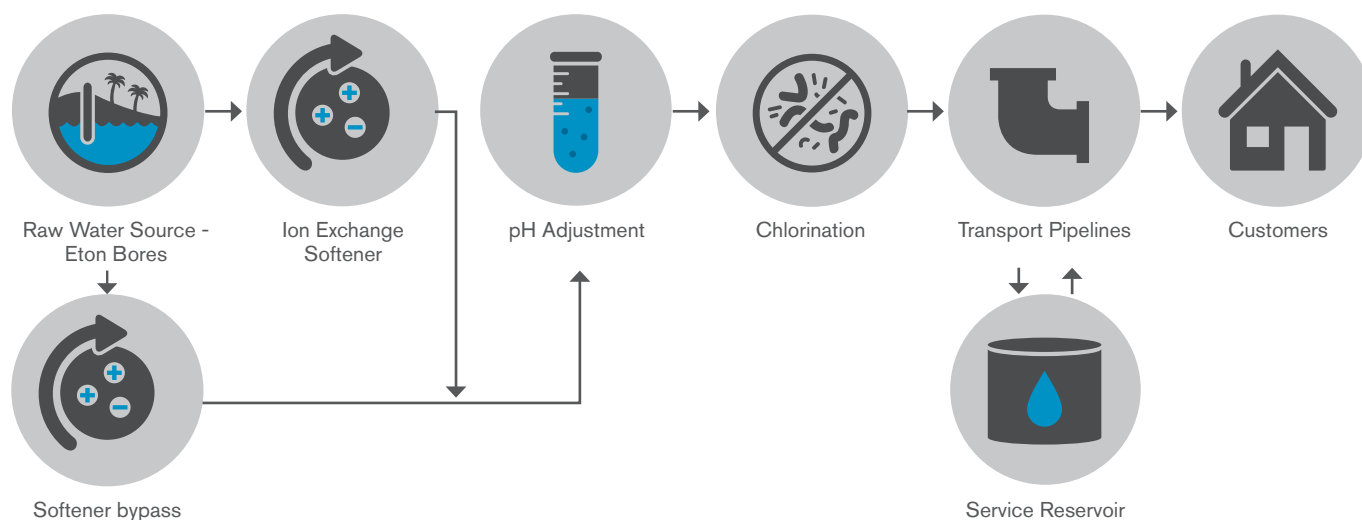 Raw Water Source -
Eton Bores
Ion Exchange
Softener
pH Adjustment
Chlorination
Transport Pipelines
Customers
Softener bypass
Service Reservoir